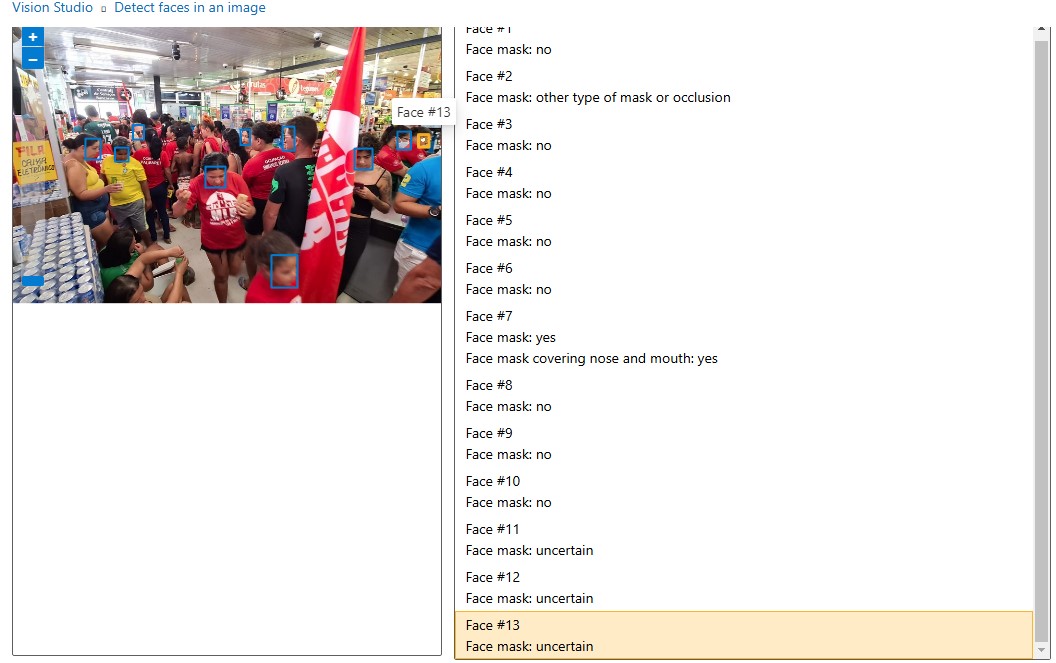 Vision Studio
Detect faces in an image
+
−
FILA
CAIXA
ELETRÔNICO
Face #13
Face #1
Face mask: no
Face #2
Face mask: other type of mask or occlusion
Face #3
Face mask: no
Face #4
Face mask: no
Face #5
Face mask: no
Face #6
Face mask: no
Face #7
Face mask: yes
Face mask covering nose and mouth: yes
Face #8
Face mask: no
Face #9
Face mask: no
Face #10
Face mask: no
Face #11
Face mask: uncertain
Face #12
Face mask: uncertain
Face #13
Face mask: uncertain